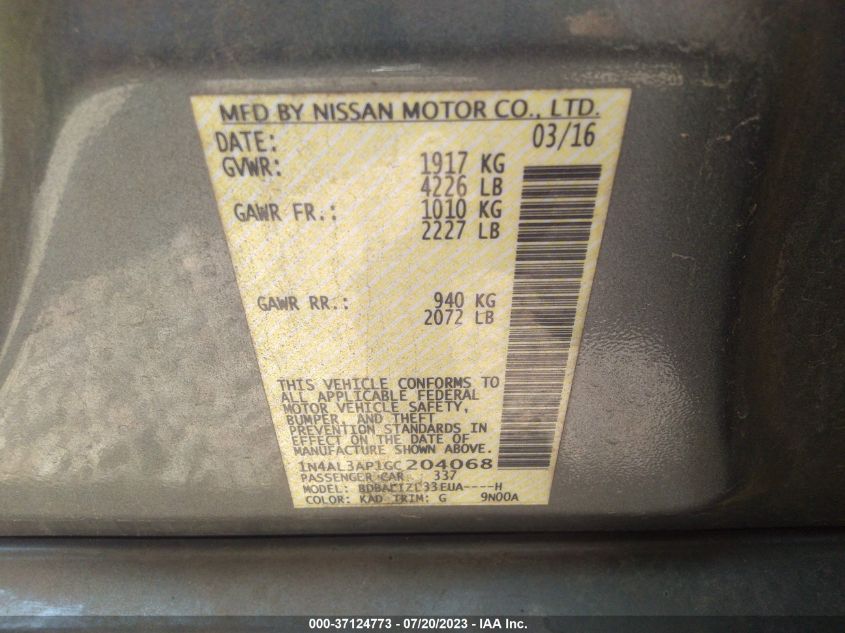 MFD BY NISSAN MOTOR CO., LTD.
DATE: 03/16
GVWR: 1917 KG
4226 LB
GAWR FR.: 1010 KG
2227 LB
GAWR RR.: 940 KG
2072 LB
THIS VEHICLE CONFORMS TO
ALL APPLICABLE FEDERAL
MOTOR VEHICLE SAFETY,
BUMPER, AND THEFT
PREVENTION STANDARDS IN
EFFECT ON THE DATE OF
MANUFACTURE SHOWN ABOVE.
1N4AL3AP1GC204068
PASSENGER CAR 337
MODEL:
COLOR: KAD TRIM: G 9N00A
000-37124773 — 07/20/2023 - IAA Inc.